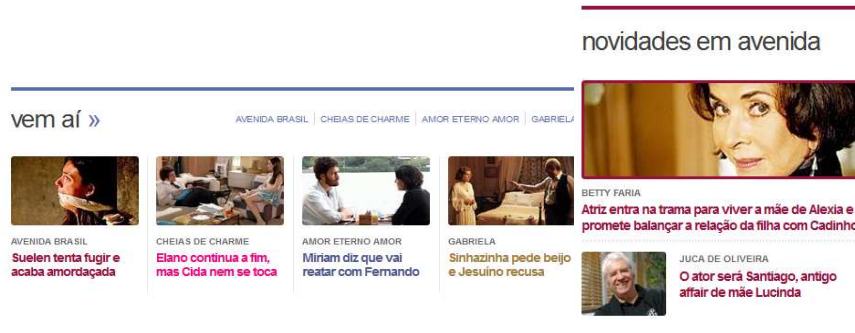 novidades em avenida
vem aí »
AVENIDA BRASIL
CHEIAS DE CHARME
AMOR ETERNO AMOR
GABRIELA
AVENIDA BRASIL
Suelen tenta fugir e
acaba amordaçada
CHEIAS DE CHARME
Elano continua a fim,
mas Cida nem se toca
AMOR ETERNO AMOR
Miriam diz que vai
reatar com Fernando
GABRIELA
Sinhazinha pede beijo
e Jesuíno recusa
BETTY FARIA
Atriz entra na trama para viver a mãe de Alexia e
promete balançar a relação da filha com Cadinho
JUCA DE OLIVEIRA
O ator será Santiago, antigo
affair de mãe Lucinda